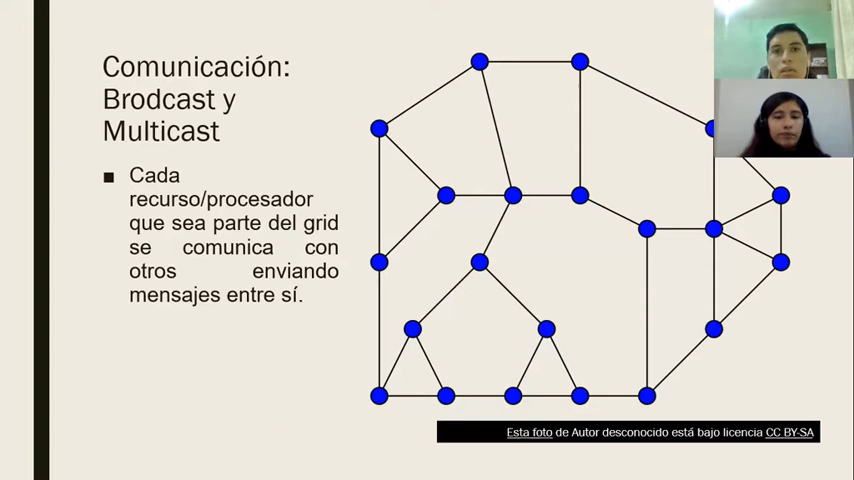 Comunicación:
Brodcast y
Multicast
■ Cada
recurso/procesador
que sea parte del grid
se comunica con
otros enviando
mensajes entre sí.
Esta foto de Autor desconocido está bajo licencia CC BY-SA